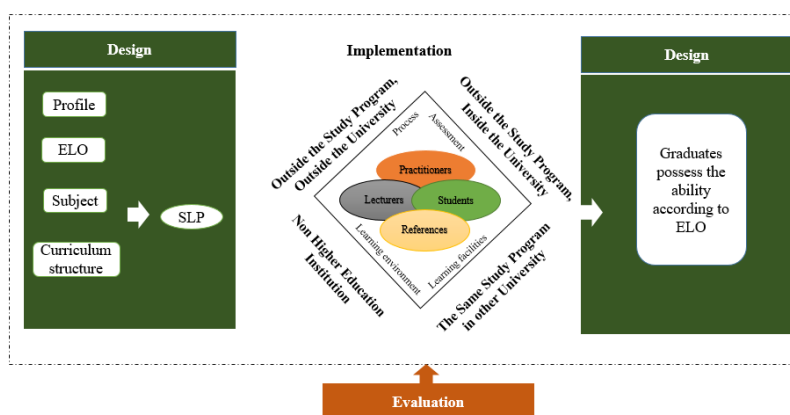 Design
Profile
ELO
Subject
Curriculum
structure
SLP
Implementation
Outside the Study Program,
Outside the University
Outside the Study Program,
Inside the University
Process
Assessment
Practitioners
Lecturers
Students
References
Learning environment
Learning facilities
Non Higher Education
Institution
The Same Study Program
in other University
Design
Graduates
possess the
ability
according to
ELO
Evaluation